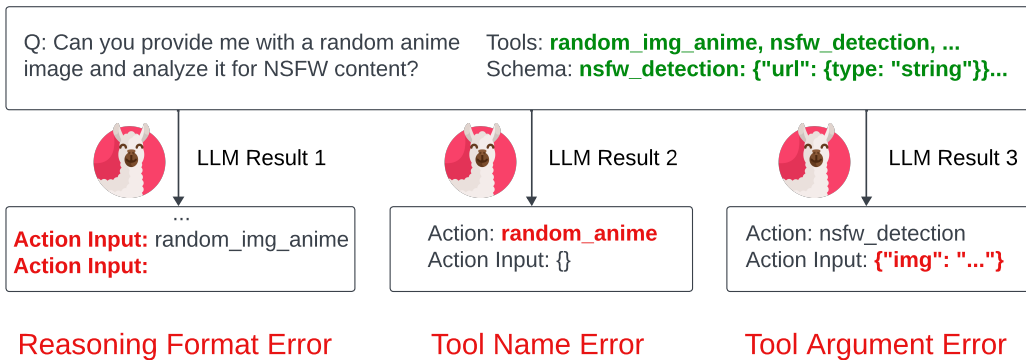 Q: Can you provide me with a random anime
image and analyze it for NSFW content?
Tools: random_img_anime, nsfw_detection, ...
Schema: nsfw_detection: {"url": {type: "string"}}...
LLM Result 1
LLM Result 2
LLM Result 3
...
Action Input: random_img_anime
Action Input:
Action: random_anime
Action Input: {}
Action: nsfw_detection
Action Input: {"img": "..."}
Reasoning Format Error
Tool Name Error
Tool Argument Error